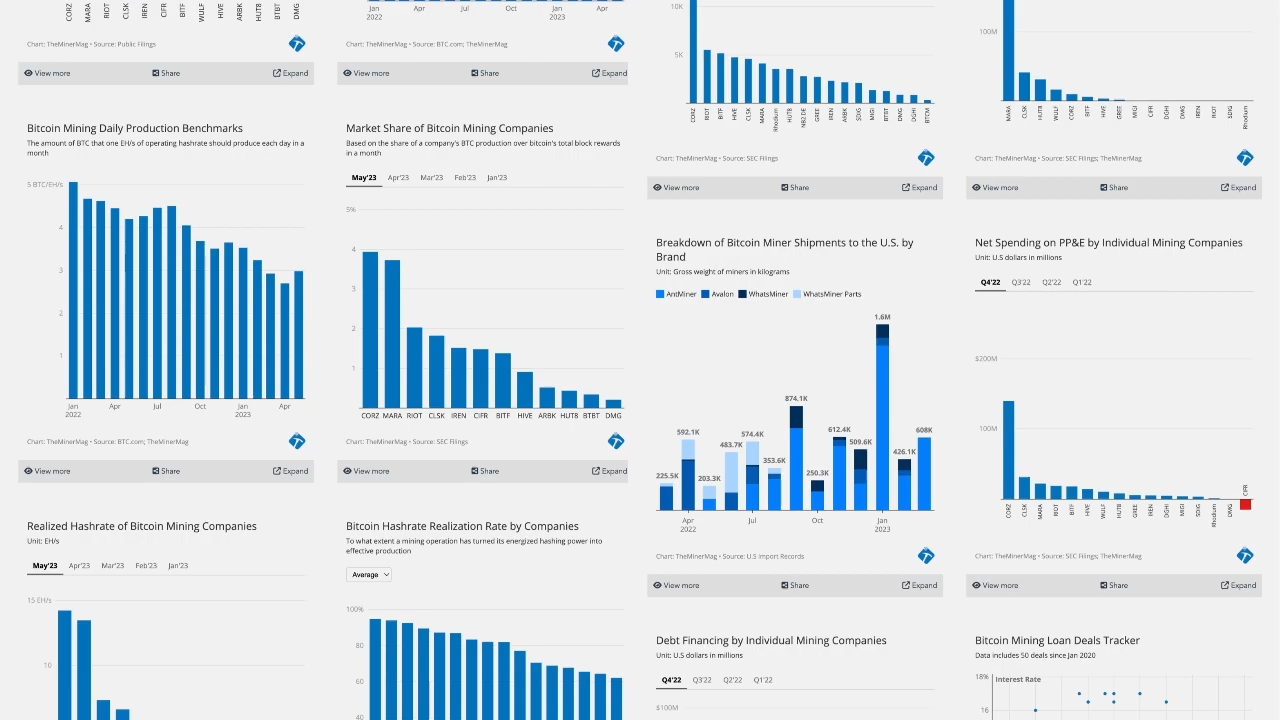 CORZ MARA RIOT CLSK IREN CIFR BITF WULF HIVE ARBK HUT8 BTBT DMG
Chart: TheMinerMag • Source: Public Filings
View more Share Expand
Bitcoin Mining Daily Production Benchmarks
The amount of BTC that one EH/s of operating hashrate should produce each day in a
month
5 BTC/EH/s
4
3
2
1
Jan Apr Jul Oct Jan Apr
2022 2023
Chart: TheMinerMag • Source: BTC.com; TheMinerMag
View more Share Expand
Realized Hashrate of Bitcoin Mining Companies
Unit: EH/s
May'23 Apr'23 Mar'23 Feb'23 Jan'23
15 EH/s
10
Jan Apr Jul Oct Jan Apr
2022 2023
Chart: TheMinerMag • Source: BTC.com; TheMinerMag
View more Share Expand
Market Share of Bitcoin Mining Companies
Based on the share of a company's BTC production over bitcoin's total block rewards
in a month
May'23 Apr'23 Mar'23 Feb'23 Jan'23
5%
4
3
2
1
CORZ MARA RIOT CLSK IREN CIFR BITF HIVE ARBK HUT8 BTBT DMG
Chart: TheMinerMag • Source: SEC Filings
View more Share Expand
Bitcoin Hashrate Realization Rate by Companies
To what extent a mining operation has turned its energized hashing power into
effective production
Average
100%
80
60
40
10K
5K
CORZ RIOT BITF HIVE CLSK MARA Rhodium HUT8 NB2.DE GREE IREN ARBK SDIG MIGI BTBT DMG DGHI BTCM
Chart: TheMinerMag • Source: SEC Filings
View more Share Expand
Breakdown of Bitcoin Miner Shipments to the U.S. by
Brand
Unit: Gross weight of miners in kilograms
AntMiner Avalon WhatsMiner WhatsMiner Parts
1.6M
874.1K
592.1K 574.4K 612.4K 608K
483.7K 509.6K
353.6K 426.1K
225.5K 203.3K 250.3K
Apr Jul Oct Jan
2022 2023
Chart: TheMinerMag • Source: U.S Import Records
View more Share Expand
Debt Financing by Individual Mining Companies
Unit: U.S dollars in millions
Q4'22 Q3'22 Q2'22 Q1'22
$100M
100M
MARA CLSK HUT8 WULF CORZ BITF HIVE GREE MIGI CIFR DGHI DMG IREN RIOT SDIG Rhodium
Chart: TheMinerMag • Source: SEC Filings; TheMinerMag
View more Share Expand
Net Spending on PP&E by Individual Mining Companies
Unit: U.S dollars in millions
Q4'22 Q3'22 Q2'22 Q1'22
$200M
100M
CORZ CLSK MARA RIOT BITF HIVE WULF HUT8 GREE IREN DGHI MIGI SDIG Rhodium DMG CIFR
Chart: TheMinerMag • Source: SEC Filings; TheMinerMag
View more Share Expand
Bitcoin Mining Loan Deals Tracker
Data includes 50 deals since Jan 2020
18% Interest Rate
16